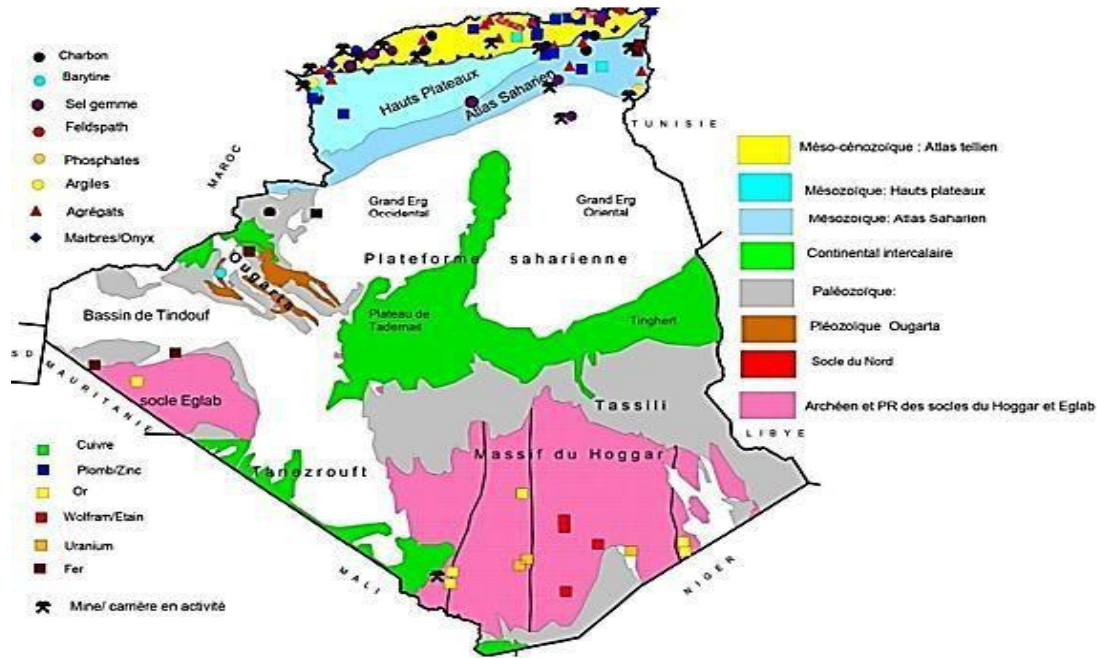 Charbon
Barytine
Sel gemme
Feldspath
Phosphates
Argiles
Agrégats
Marbres/Onyx
Hauts Plateaux
Atlas Saharien
TUNISIE
MAROC
Grand Erg
Occidental
Grand Erg
Oriental
Plateforme saharienne
Ougarta
Bassin de Tindouf
Plateau de
Tademas
Tinghert
SD
MAURITANIE
socle Eglab
Tassili
LIBYE
Massif du Hoggar
Tanezrouft
MALI
NIGER
Méso-cénozoïque : Atlas tellien
Mésozoïque: Hauts plateaux
Mésozoïque: Atlas Saharien
Continental intercalaire
Paléozoïque:
Pléozoïque Ougarta
Socle du Nord
Archéen et PR des socles du Hoggar et Eglab
Cuivre
Plomb/Zinc
Or
Wolfram/Etain
Uranium
Fer
Mine/ carrière en activité